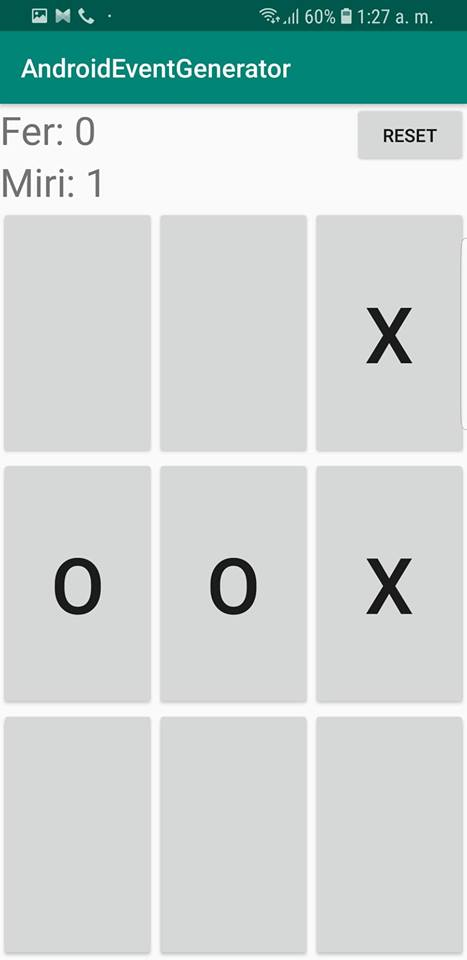 60% 1:27 a. m.
AndroidEventGenerator
Fer: 0
RESET
Miri: 1
X
O O X